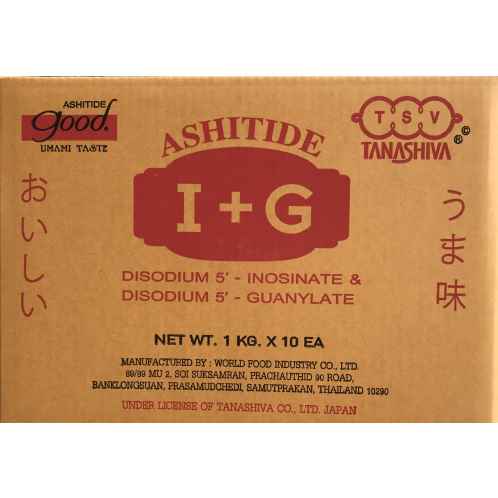 ASHITIDE
good.
UMAMI TASTE
ASHITIDE
TSV
TANASHIVA
©
®
おいしい
I + G
うま味
DISODIUM 5' - INOSINATE &
DISODIUM 5' - GUANYLATE
NET WT. 1 KG. X 10 EA
MANUFACTURED BY : WORLD FOOD INDUSTRY CO., LTD.
89/89 MU 2, SOI SUKSAMRAN, PRACHAUTHID 90 ROAD,
BANKLONGSUAN, PRASAMUDCHEDI, SAMUTPRAKAN, THAILAND 10290
UNDER LICENSE OF TANASHIVA CO., LTD. JAPAN